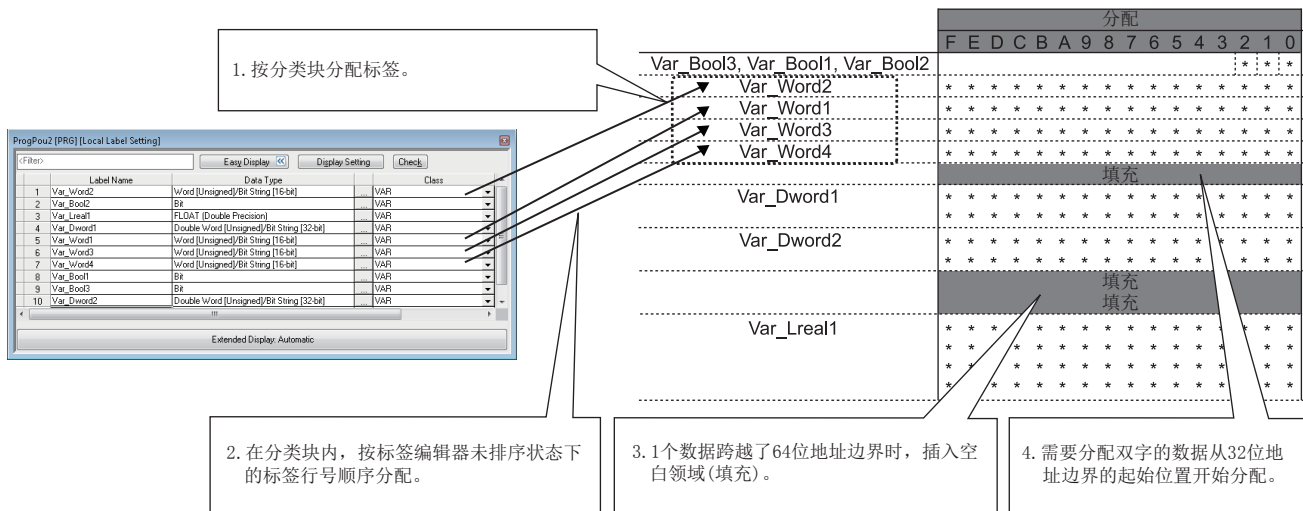 1. 按分类块分配标签。
ProgPou2 [PRG] [Local Label Setting]
<Filter>
Easy Display
Display Setting
Check
Label Name Data Type Class
1 Var_Word2 Word [Unsigned]/Bit String [16-bit] ... VAR
2 Var_Bool2 Bit ... VAR
3 Var_Lreal1 FLOAT (Double Precision) ... VAR
4 Var_Dword1 Double Word [Unsigned]/Bit String [32-bit] ... VAR
5 Var_Word1 Word [Unsigned]/Bit String [16-bit] ... VAR
6 Var_Word3 Word [Unsigned]/Bit String [16-bit] ... VAR
7 Var_Word4 Word [Unsigned]/Bit String [16-bit] ... VAR
8 Var_Bool1 Bit ... VAR
9 Var_Bool3 Bit ... VAR
10 Var_Dword2 Double Word [Unsigned]/Bit String [32-bit] ... VAR
Extended Display: Automatic
分配
F E D C B A 9 8 7 6 5 4 3 2 1 0
Var_Bool3, Var_Bool1, Var_Bool2 * * *
Var_Word2 * * * * * * * * * * * * * * * *
Var_Word1 * * * * * * * * * * * * * * * *
Var_Word3 * * * * * * * * * * * * * * * *
Var_Word4 * * * * * * * * * * * * * * * *
填充
Var_Dword1 * * * * * * * * * * * * * * * *
* * * * * * * * * * * * * * * *
Var_Dword2 * * * * * * * * * * * * * * * *
* * * * * * * * * * * * * * * *
填充
填充
Var_Lreal1 * * * * * * * * * * * * * * * *
* * * * * * * * * * * * * * * *
* * * * * * * * * * * * * * * *
* * * * * * * * * * * * * * * *
2. 在分类块内，按标签编辑器未排序状态下
的标签行号顺序分配。
3. 1个数据跨越了64位地址边界时，插入空
白领域(填充)。
4. 需要分配双字的数据从32位地
址边界的起始位置开始分配。